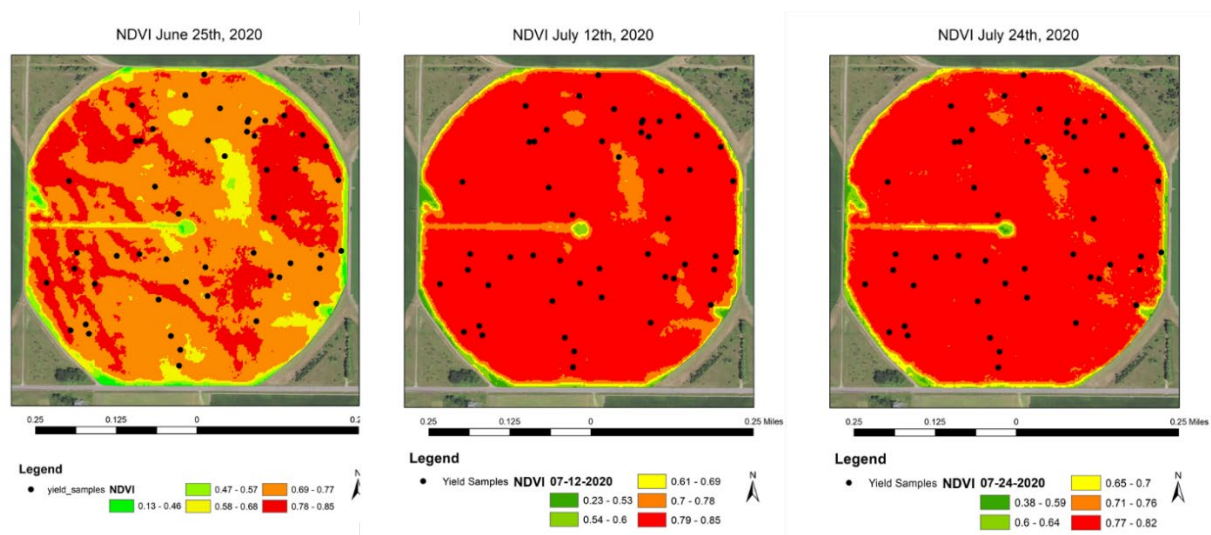 NDVI June 25th, 2020
0.25 0.125 0 0.2
Legend
yield_samples NDVI
0.13 - 0.46
0.47 - 0.57
0.58 - 0.68
0.69 - 0.77
0.78 - 0.85
N
NDVI July 12th, 2020
0.25 0.125 0 0.25 Miles
Legend
Yield Samples NDVI 07-12-2020
0.23 - 0.53
0.54 - 0.6
0.61 - 0.69
0.7 - 0.78
0.79 - 0.85
N
NDVI July 24th, 2020
0.25 0.125 0 0.25 Miles
Legend
Yield Samples NDVI 07-24-2020
0.38 - 0.59
0.6 - 0.64
0.65 - 0.7
0.71 - 0.76
0.77 - 0.82
N